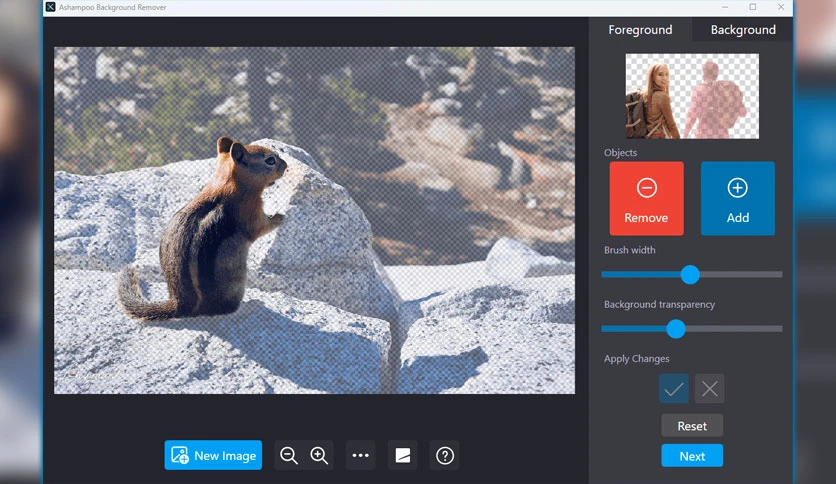 Ashampoo Background Remover
Foreground
Background
Objects
Remove
Add
Brush width
Background transparency
Apply Changes
Reset
Next
New Image